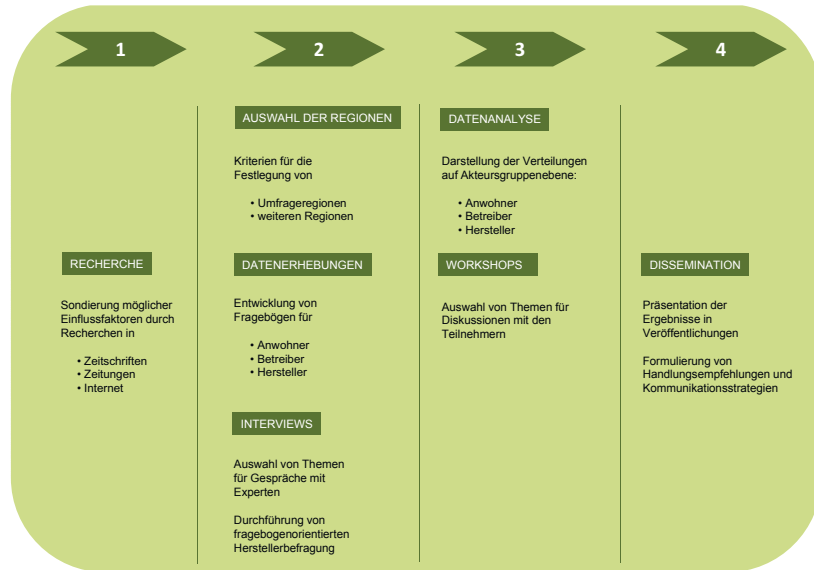 1
2
3
4
RECHERCHE
Sondierung möglicher
Einflussfaktoren durch
Recherchen in
• Zeitschriften
• Zeitungen
• Internet
AUSWAHL DER REGIONEN
Kriterien für die
Festlegung von
• Umfrageregionen
• weiteren Regionen
DATENERHEBUNGEN
Entwicklung von
Fragebögen für
• Anwohner
• Betreiber
• Hersteller
INTERVIEWS
Auswahl von Themen
für Gespräche mit
Experten
Durchführung von
fragebogenorientierten
Herstellerbefragung
DATENANALYSE
Darstellung der Verteilungen
auf Akteursgruppenebene:
• Anwohner
• Betreiber
• Hersteller
WORKSHOPS
Auswahl von Themen für
Diskussionen mit den
Teilnehmern
DISSEMINATION
Präsentation der
Ergebnisse in
Veröffentlichungen
Formulierung von
Handlungsempfehlungen und
Kommunikationsstrategien